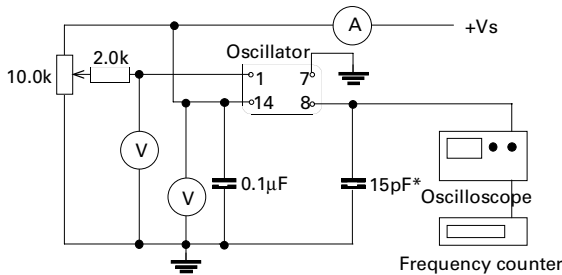 A
+Vs
Oscillator
2.0k
10.0k
1
7
14
8
V
V
0.1μF
15pF*
Oscilloscope
Frequency counter